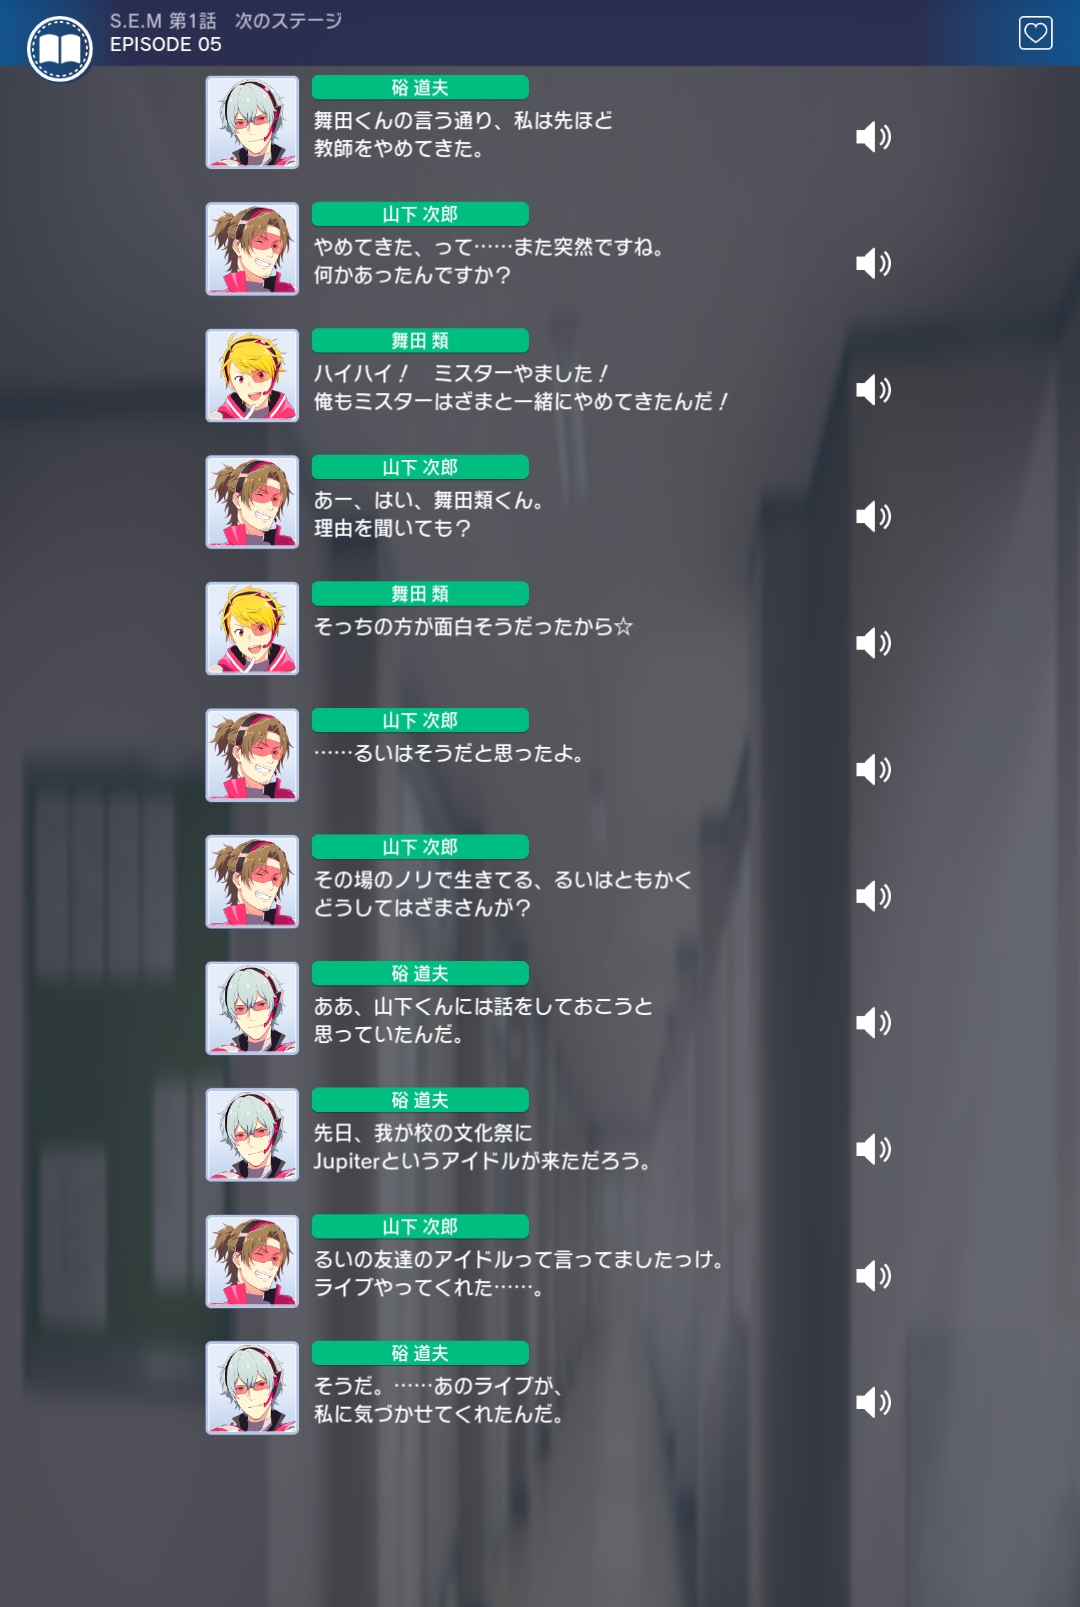 S.E.M 第1話　次のステージ
EPISODE 05
硲 道夫
舞田くんの言う通り、私は先ほど
教師をやめてきた。
山下 次郎
やめてきた、って……また突然ですね。
何かあったんですか？
舞田 類
ハイハイ！　ミスターやました！
俺もミスターはざまと一緒にやめてきたんだ！
山下 次郎
あー、はい、舞田類くん。
理由を聞いても？
舞田 類
そっちの方が面白そうだったから☆
山下 次郎
……るいはそうだと思ったよ。
山下 次郎
その場のノリで生きてる、るいはともかく
どうしてはざまさんが？
硲 道夫
ああ、山下くんには話をしておこうと
思っていたんだ。
硲 道夫
先日、我が校の文化祭に
Jupiterというアイドルが来ただろう。
山下 次郎
るいの友達のアイドルって言ってましたっけ。
ライブやってくれた……。
硲 道夫
そうだ。……あのライブが、
私に気づかせてくれたんだ。